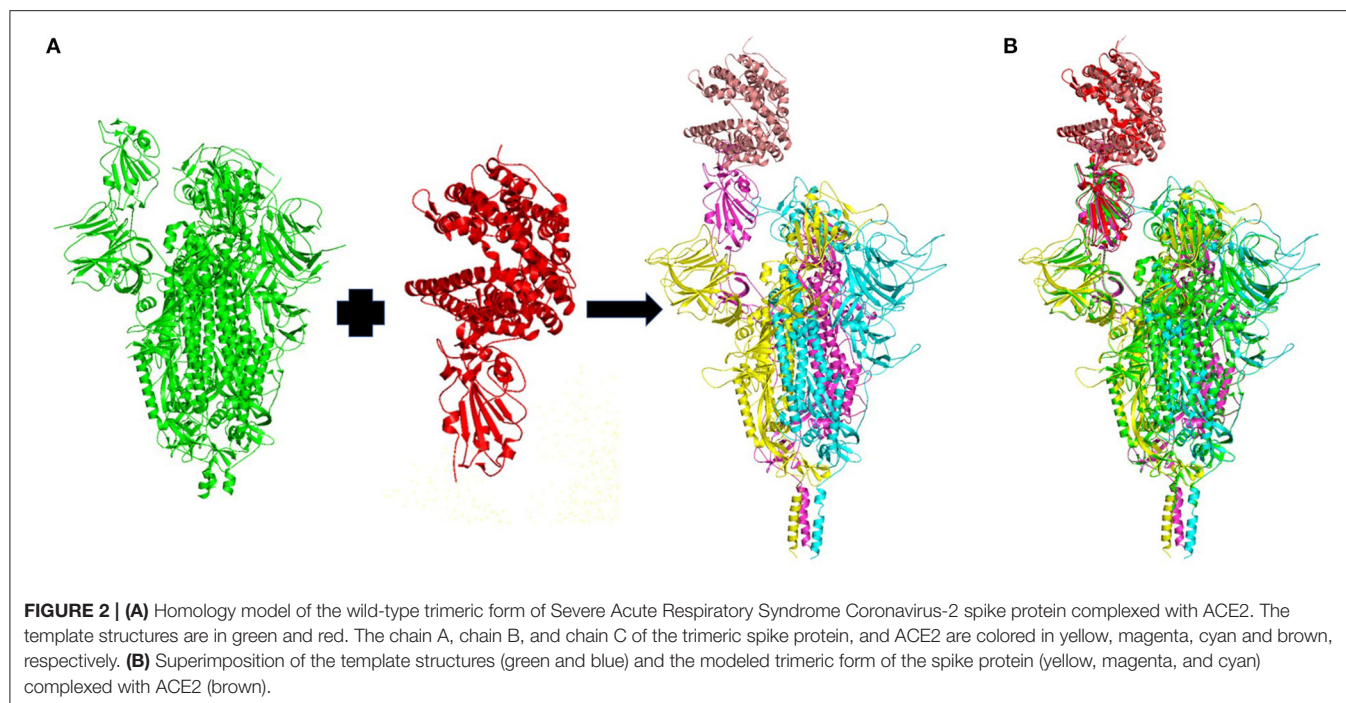 A
B
FIGURE 2 | (A) Homology model of the wild-type trimeric form of Severe Acute Respiratory Syndrome Coronavirus-2 spike protein complexed with ACE2. The
template structures are in green and red. The chain A, chain B, and chain C of the trimeric spike protein, and ACE2 are colored in yellow, magenta, cyan and brown,
respectively. (B) Superimposition of the template structures (green and blue) and the modeled trimeric form of the spike protein (yellow, magenta, and cyan)
complexed with ACE2 (brown).